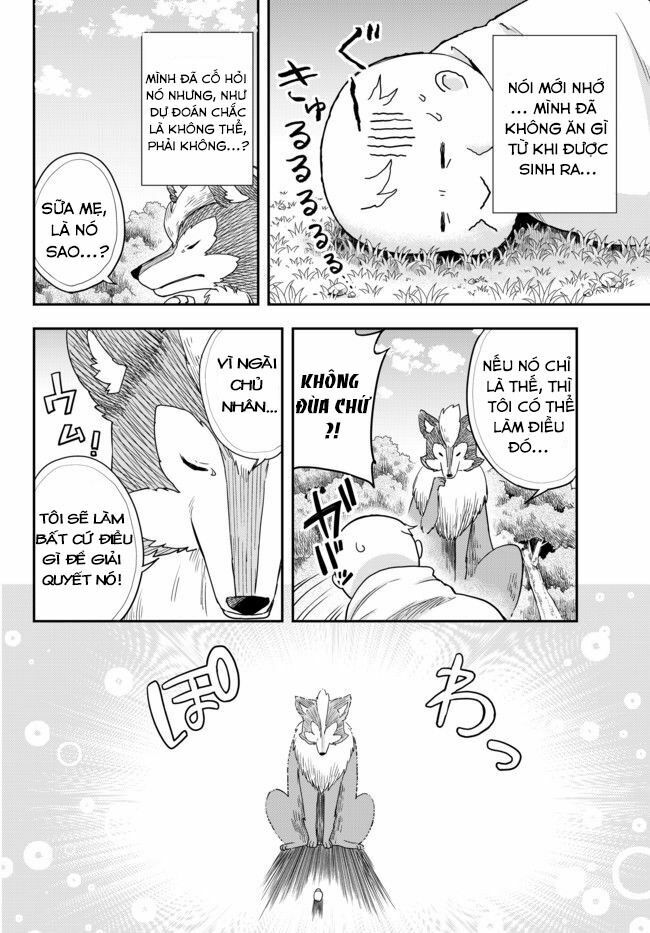 NÓI MỚI NHỚ
... MÌNH ĐÃ
KHÔNG ĂN GÌ
TỪ KHI ĐƯỢC
SINH RA...
ぐ
きゅるるるるる
MÌNH ĐÃ CỐ HỎI
NÓ NHƯNG, NHƯ
DỰ ĐOÁN CHẮC
LÀ KHÔNG THỂ,
PHẢI KHÔNG...?
SỮA MẸ,
LÀ NÓ
SAO...?
NẾU NÓ CHỈ
LÀ THẾ, THÌ
TÔI CÓ THỂ
LÀM ĐIỀU
ĐÓ...
KHÔNG
ĐÙA CHỨ
?!
VÌ NGÀI
CHỦ
NHÂN...
ウム!
TÔI SẼ LÀM
BẤT CỨ ĐIỀU
GÌ ĐỂ GIẢI
QUYẾT NÓ!
わっ
ぽ